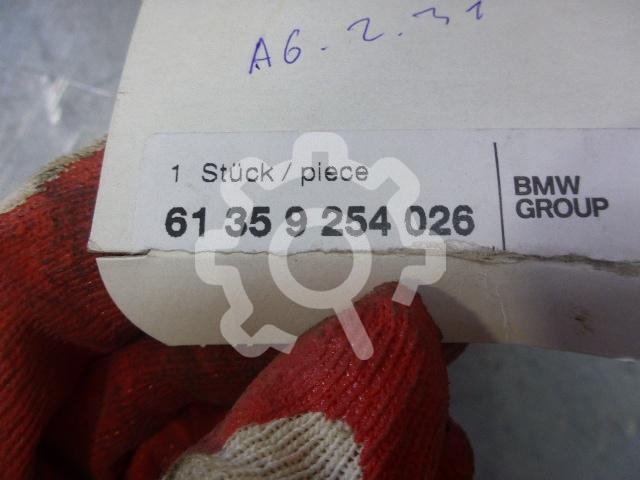 A6.2.31
1 Stück / piece
61 35 9 254 026
BMW
GROUP